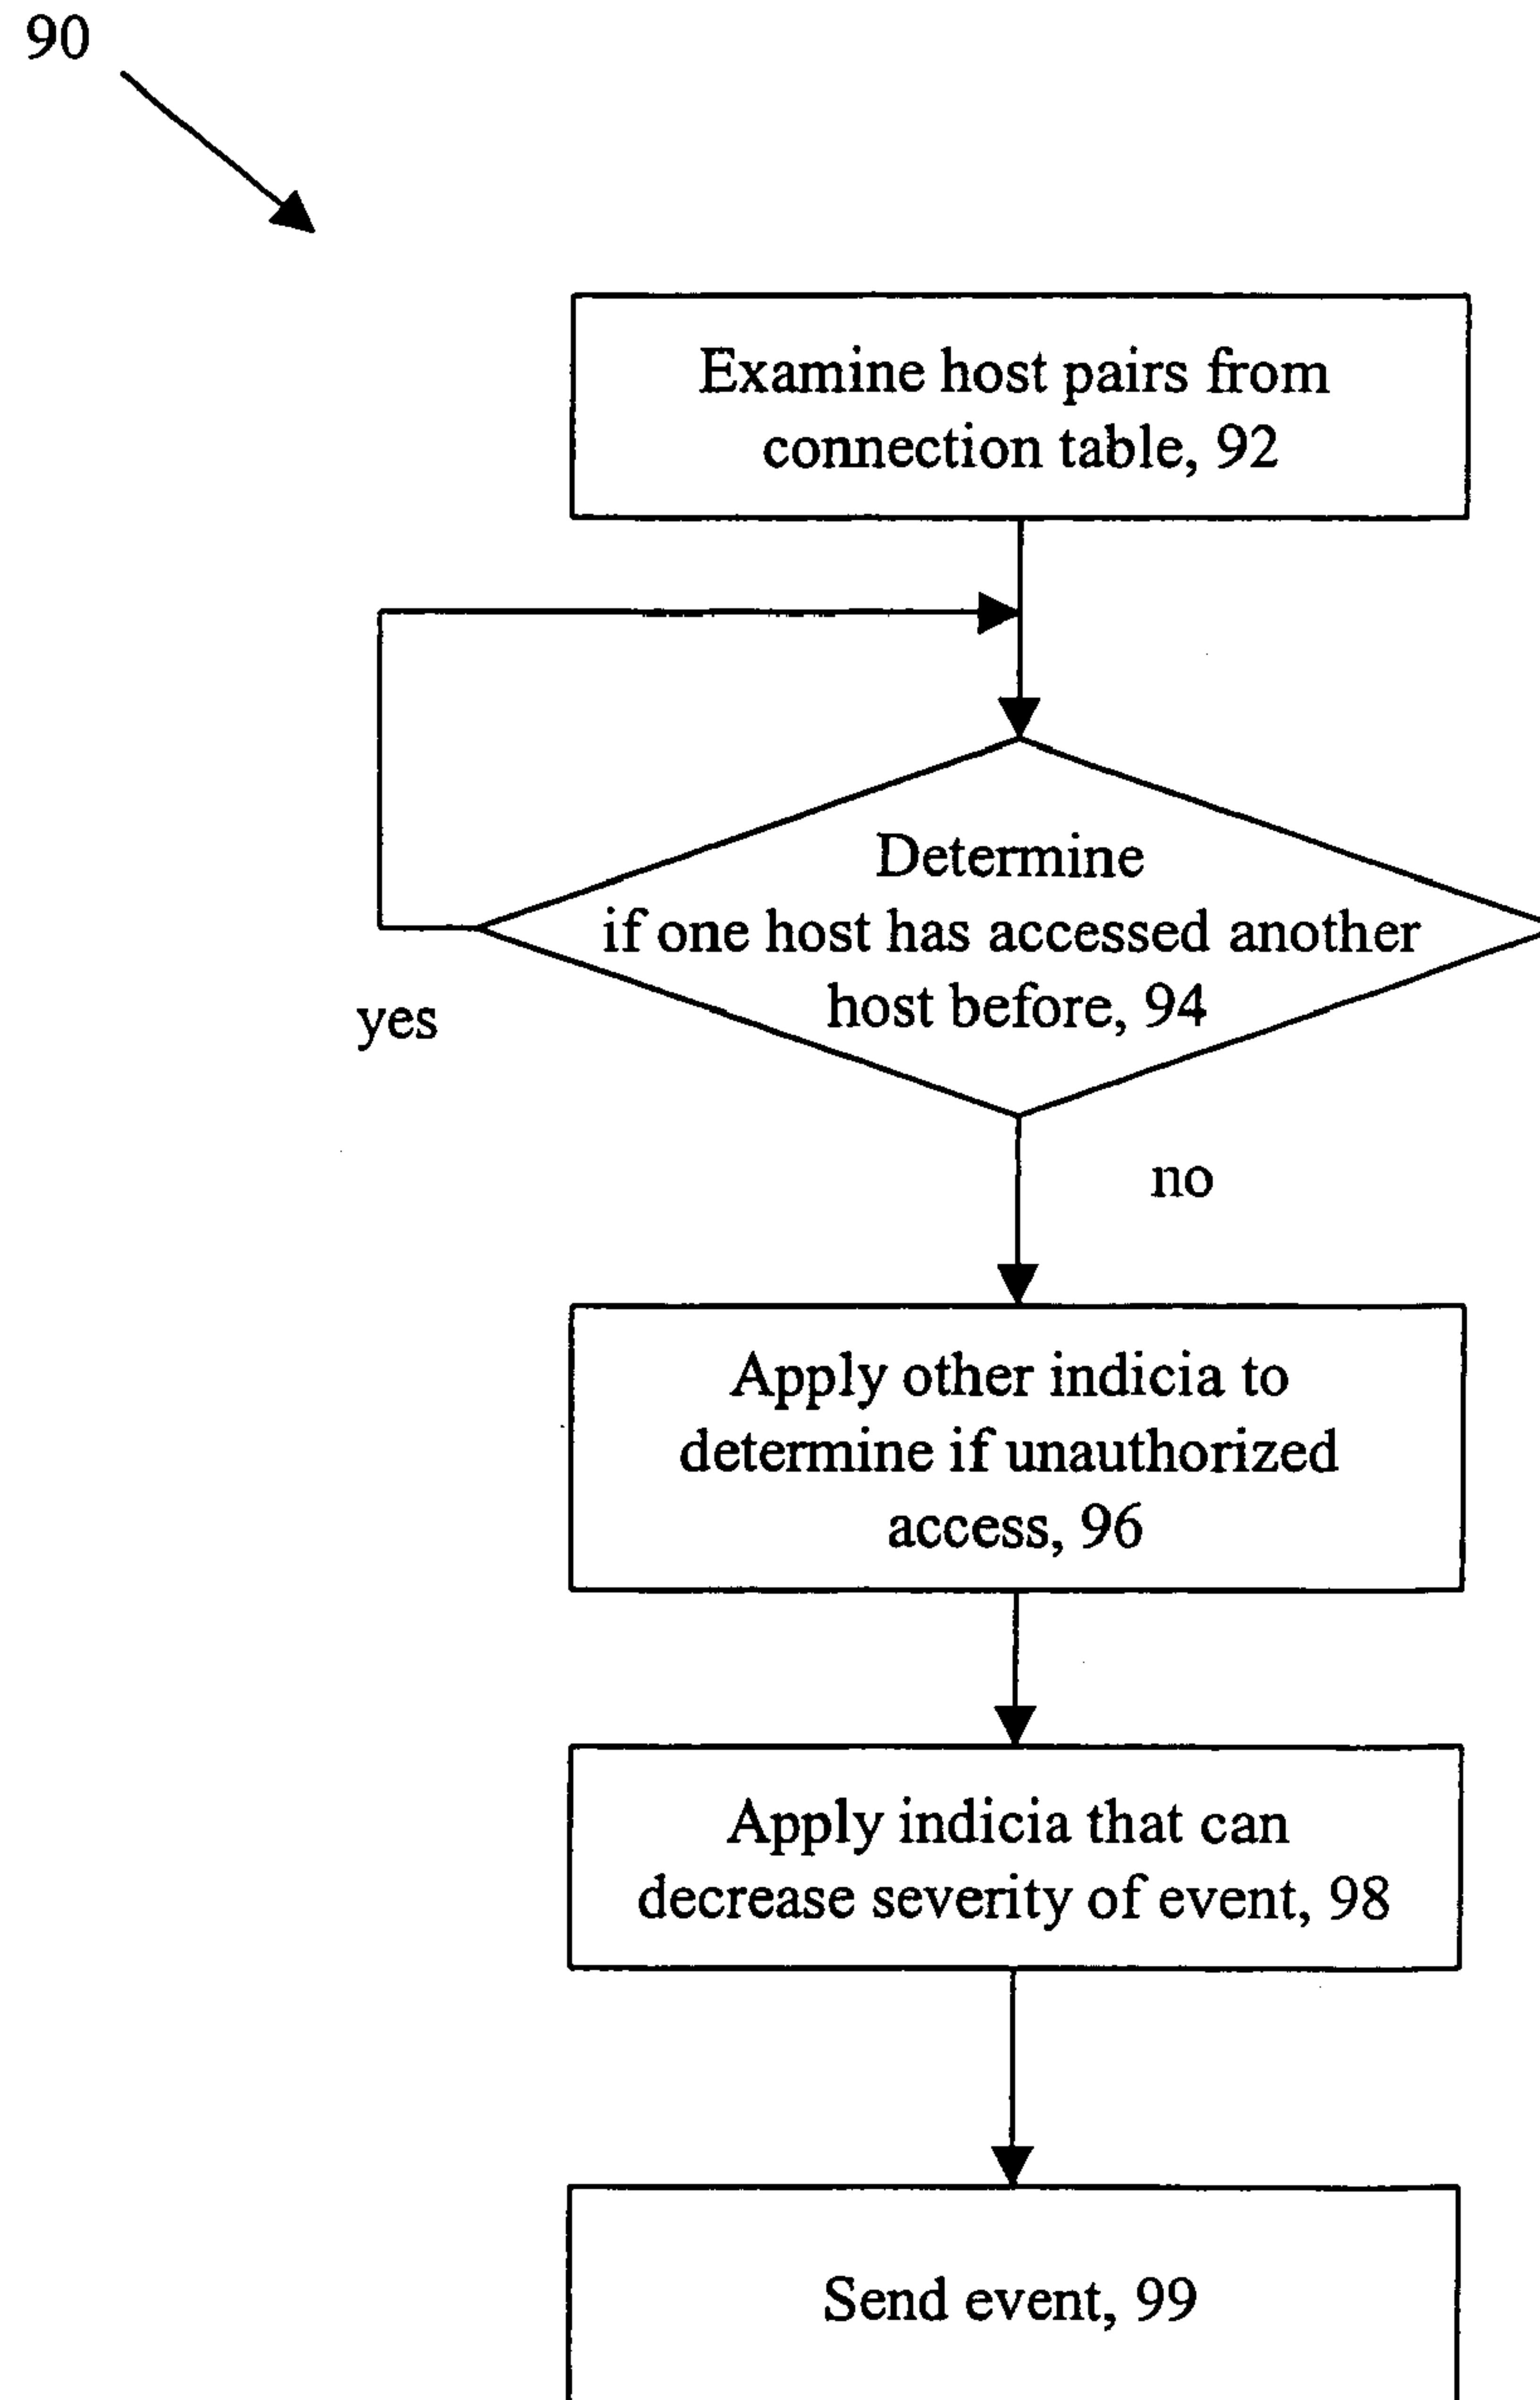 90
Examine host pairs from
connection table, 92
Determine
if one host has accessed another
host before, 94
yes
no
Apply other indicia to
determine if unauthorized
access, 96
Apply indicia that can
decrease severity of event, 98
Send event, 99